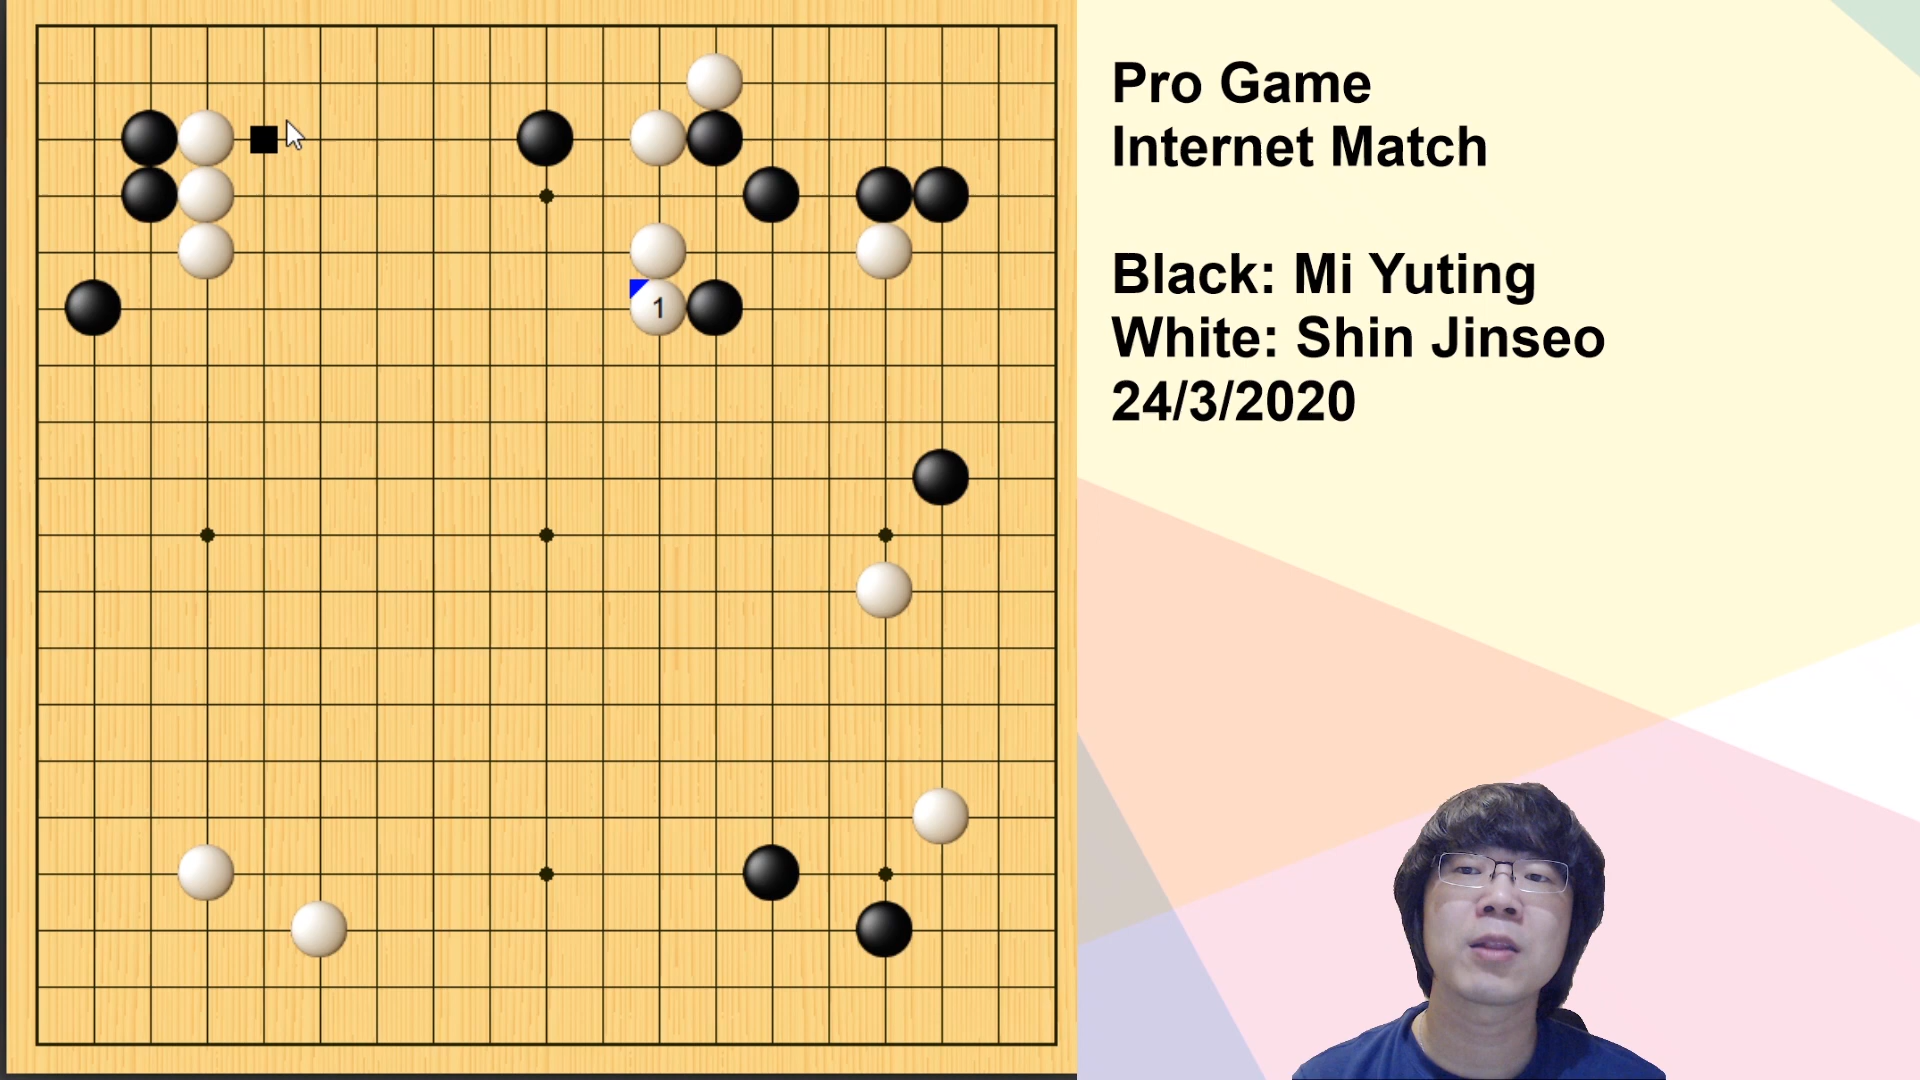 Pro Game
Internet Match
Black: Mi Yuting
White: Shin Jinseo
24/3/2020
1